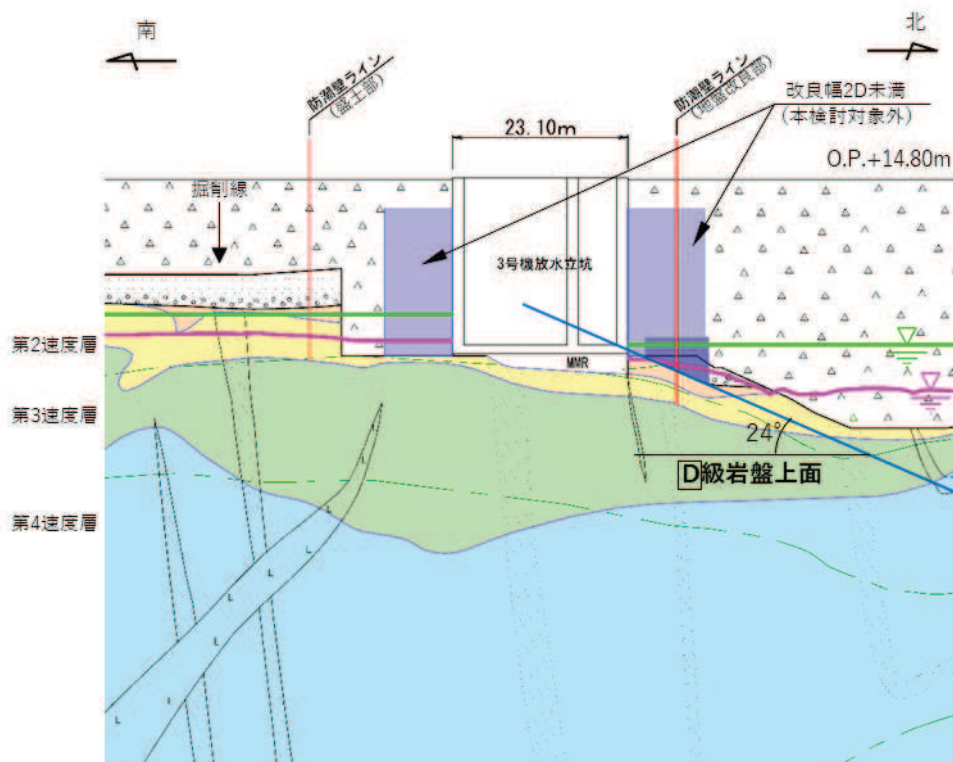 南
北
防潮壁ライン
(盛土部)
防潮壁ライン
(地盤改良部)
改良幅2D未満
(本検討対象外)
23.10m
O.P.+14.80m
掘削線
3号機放水立坑
第2速度層
MMR
第3速度層
24°
D級岩盤上面
第4速度層
L
L
L
L
L
L
L
L